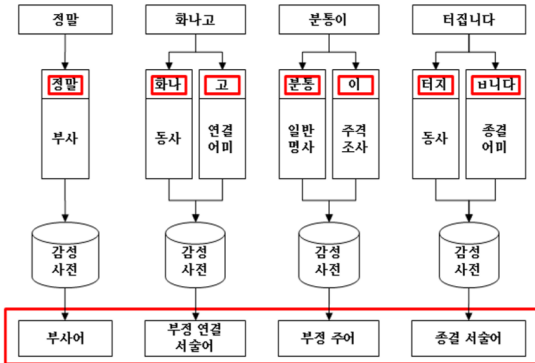 정말 화나고 분통이 터집니다
정말 화나 고 분통 이 터지 ㅂ니다
부사 동사 연결 어미 일반 명사 주격 조사 동사 종결 어미
감성 사전 감성 사전 감성 사전 감성 사전
부사어 부정 연결 서술어 부정 주어 종결 서술어